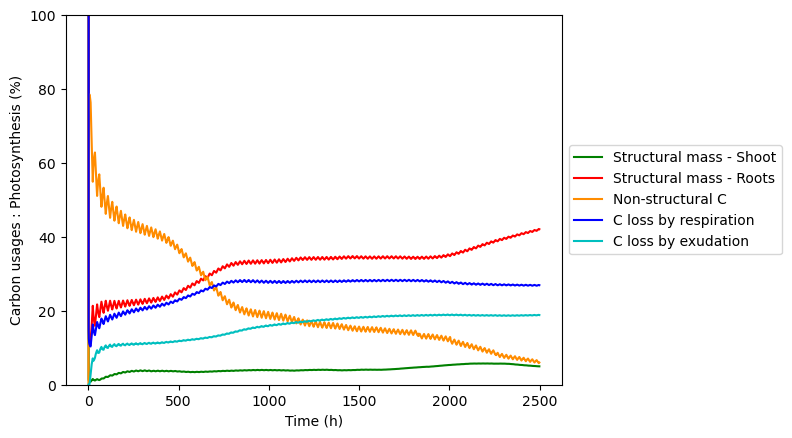 100
80
60
40
20
0
Carbon usages : Photosynthesis (%)
0 500 1000 1500 2000 2500
Time (h)
Structural mass - Shoot
Structural mass - Roots
Non-structural C
C loss by respiration
C loss by exudation